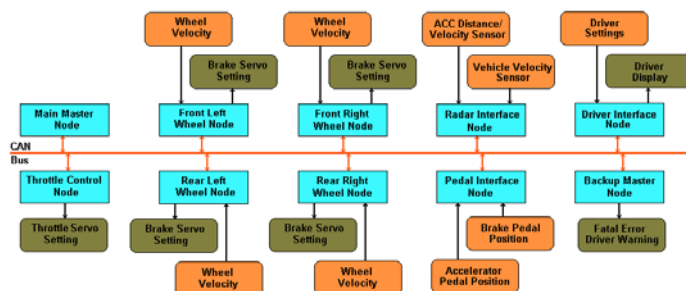 Wheel
Velocity
Wheel
Velocity
ACC Distance/
Velocity Sensor
Driver
Settings
Brake Servo
Setting
Brake Servo
Setting
Vehicle Velocity
Sensor
Driver
Display
Main Master
Node
Front Left
Wheel Node
Front Right
Wheel Node
Radar Interface
Node
Driver Interface
Node
CAN
Bus
Throttle Control
Node
Rear Left
Wheel Node
Rear Right
Wheel Node
Pedal Interface
Node
Backup Master
Node
Throttle Servo
Setting
Brake Servo
Setting
Brake Servo
Setting
Brake Pedal
Position
Fatal Error
Driver Warning
Wheel
Velocity
Wheel
Velocity
Accelerator
Pedal Position